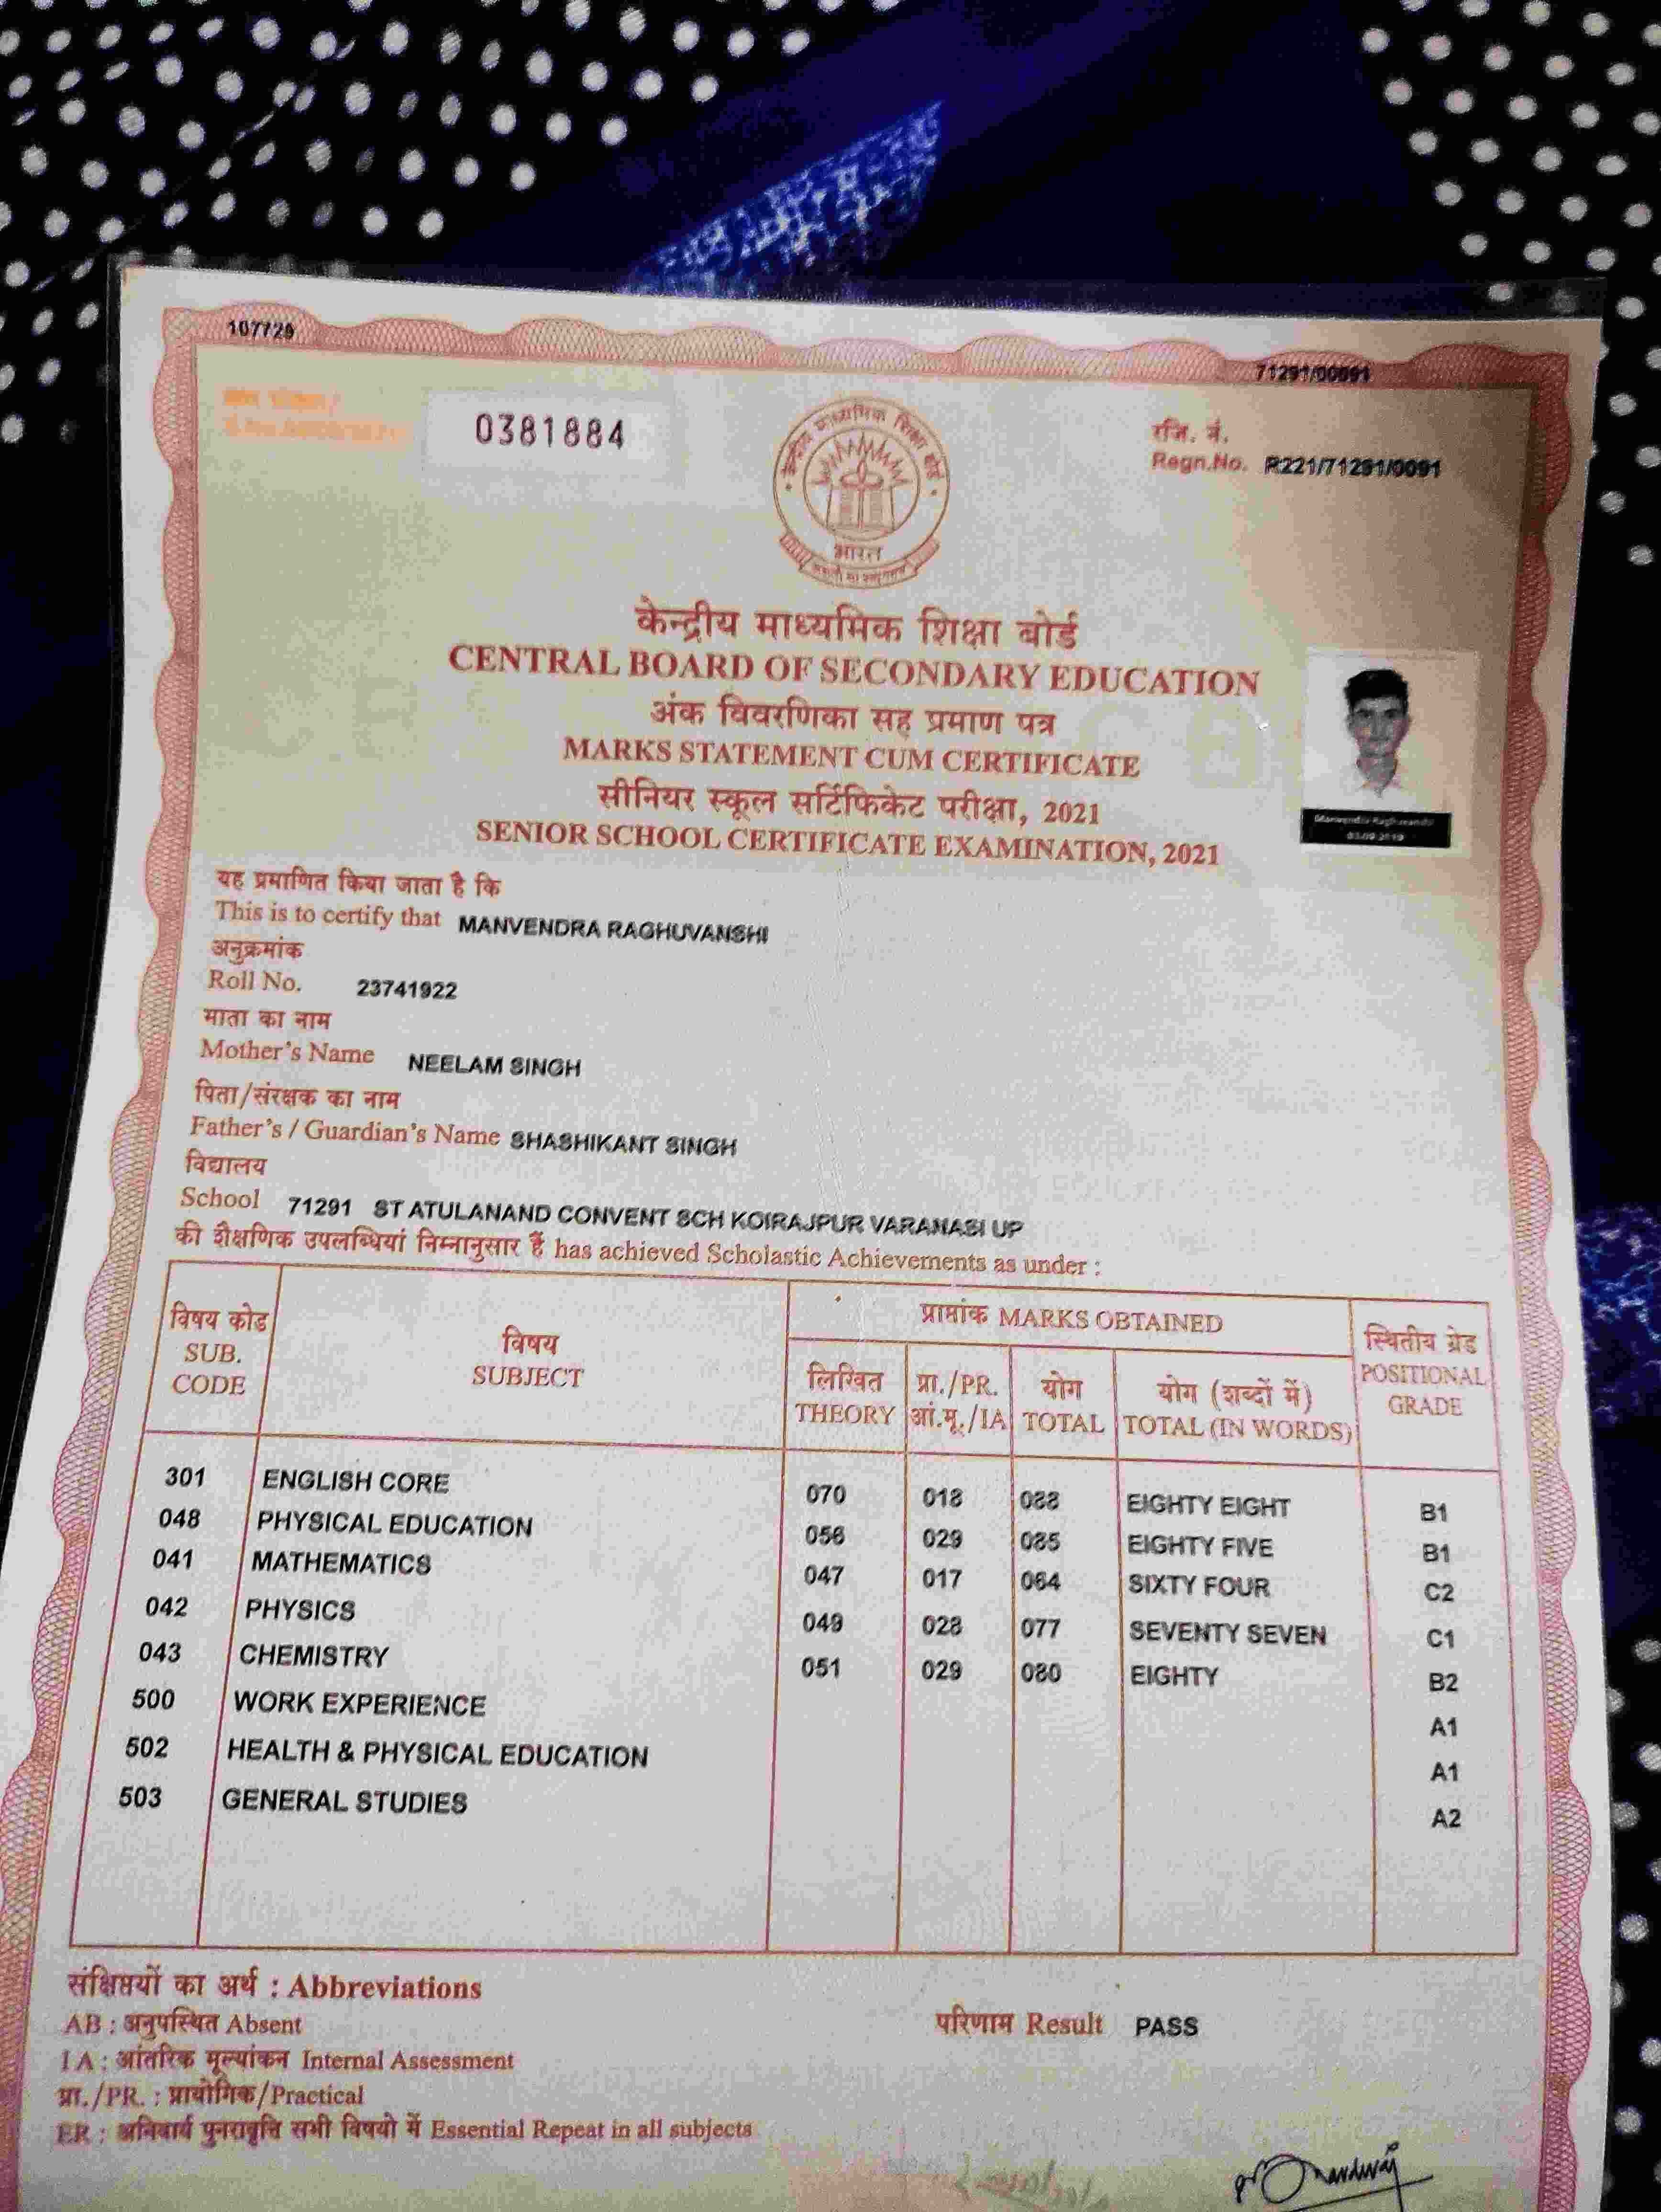 107729
71291/00091
0381884
रजि. नं.
Regn.No. R221/71291/0091
भारत
केन्द्रीय माध्यमिक शिक्षा बोर्ड
CENTRAL BOARD OF SECONDARY EDUCATION
अंक विवरणिका सह प्रमाण पत्र
MARKS STATEMENT CUM CERTIFICATE
सीनियर स्कूल सर्टिफिकेट परीक्षा, 2021
SENIOR SCHOOL CERTIFICATE EXAMINATION, 2021
यह प्रमाणित किया जाता है कि
This is to certify that MANVENDRA RAGHUVANSHI
अनुक्रमांक
Roll No. 23741922
माता का नाम
Mother's Name NEELAM SINGH
पिता/संरक्षक का नाम
Father's / Guardian's Name SHASHIKANT SINGH
विद्यालय
School 71291 ST ATULANAND CONVENT SCH KOIRAJPUR VARANASI UP
की शैक्षणिक उपलब्धियां निम्नानुसार हैं has achieved Scholastic Achievements as under :
विषय कोड
SUB.
CODE
विषय
SUBJECT
प्राप्तांक MARKS OBTAINED
लिखित
THEORY
प्रा./PR.
आं.मू./IA
योग
TOTAL
योग (शब्दों में)
TOTAL (IN WORDS)
स्थितीय ग्रेड
POSITIONAL
GRADE
301 ENGLISH CORE 070 018 088 EIGHTY EIGHT B1
048 PHYSICAL EDUCATION 056 029 085 EIGHTY FIVE B1
041 MATHEMATICS 047 017 064 SIXTY FOUR C2
042 PHYSICS 049 028 077 SEVENTY SEVEN C1
043 CHEMISTRY 051 029 080 EIGHTY B2
500 WORK EXPERIENCE A1
502 HEALTH & PHYSICAL EDUCATION A1
503 GENERAL STUDIES A2
संक्षिप्तियों का अर्थ : Abbreviations
AB : अनुपस्थित Absent
परिणाम Result PASS
I A : आंतरिक मूल्यांकन Internal Assessment
प्रा./PR. : प्रायोगिक/Practical
ER : अनिवार्य पुनरावृत्ति सभी विषयो में Essential Repeat in all subjects